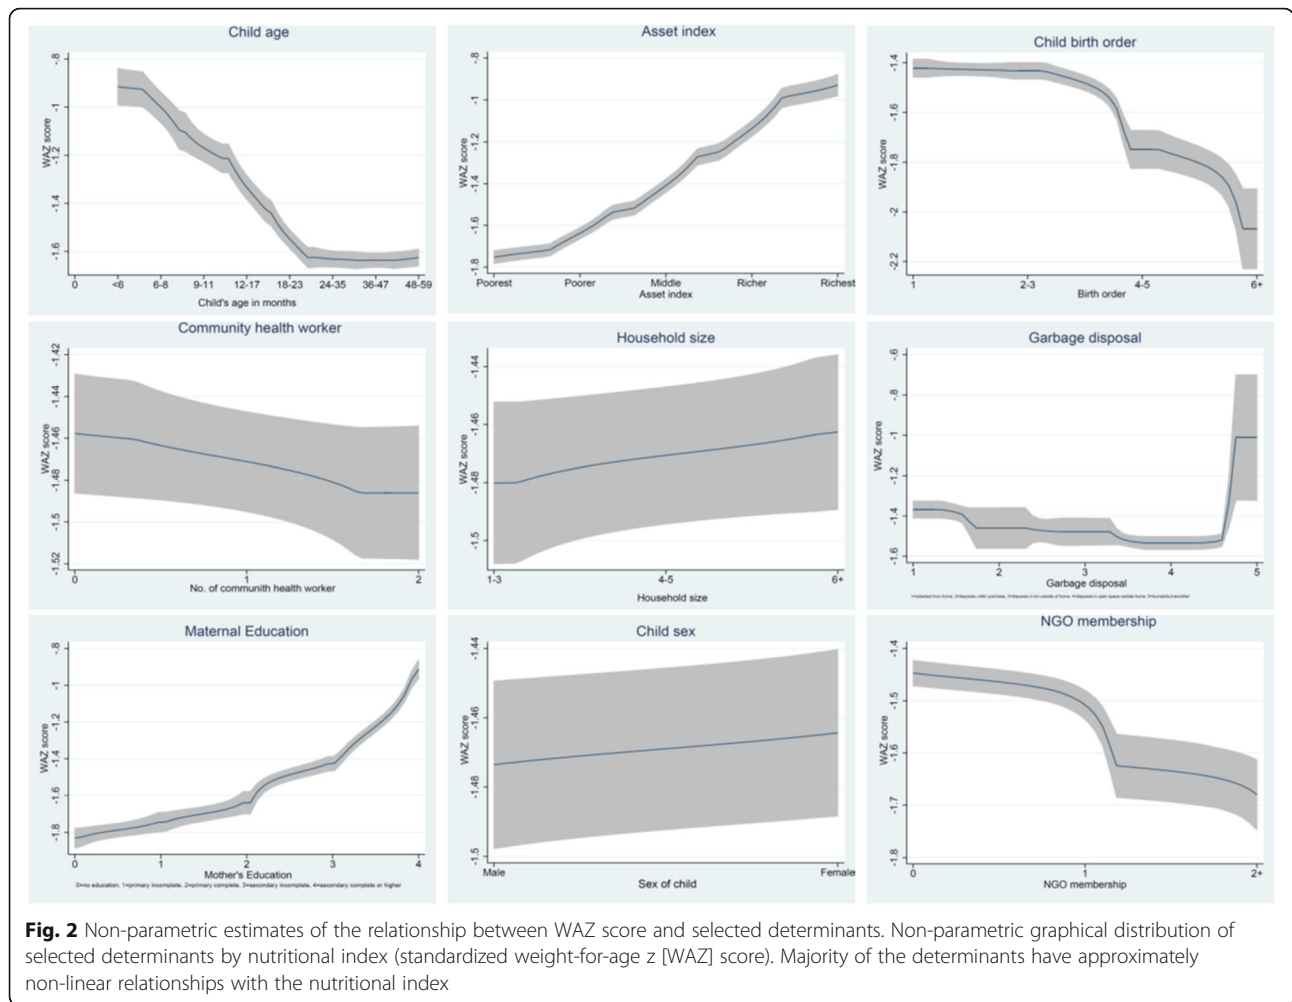 Child age
WAZ score
-.8
-1
-1.2
-1.4
-1.6
0 <6 6-8 9-11 12-17 18-23 24-35 36-47 48-59
Child's age in months
Asset index
WAZ score
-.8
-1
-1.2
-1.4
-1.6
-1.8
Poorest Poorer Middle Richer Richest
Asset index
Child birth order
WAZ score
-1.4
-1.6
-1.8
-2
-2.2
1 2-3 4-5 6+
Birth order
Community health worker
WAZ score
-1.42
-1.44
-1.46
-1.48
-1.5
-1.52
0 1 2
No. of communith health worker
Household size
WAZ score
-1.44
-1.46
-1.48
-1.5
1-3 4-5 6+
Household size
Garbage disposal
WAZ score
-.6
-.8
-1
-1.2
-1.4
-1.6
1 2 3 4 5
Garbage disposal
Maternal Education
WAZ score
-.8
-1
-1.2
-1.4
-1.6
-1.8
0 1 2 3 4
Mother's Education
0=no education, 1=primary incomplete, 2=primary complete, 3=secondary incomplete, 4=secondary complete or higher
Child sex
WAZ score
-1.44
-1.46
-1.48
-1.5
Male Female
Sex of child
NGO membership
WAZ score
-1.4
-1.5
-1.6
-1.7
-1.8
0 1 2+
NGO membership
Fig. 2 Non-parametric estimates of the relationship between WAZ score and selected determinants. Non-parametric graphical distribution of
selected determinants by nutritional index (standardized weight-for-age z [WAZ] score). Majority of the determinants have approximately
non-linear relationships with the nutritional index